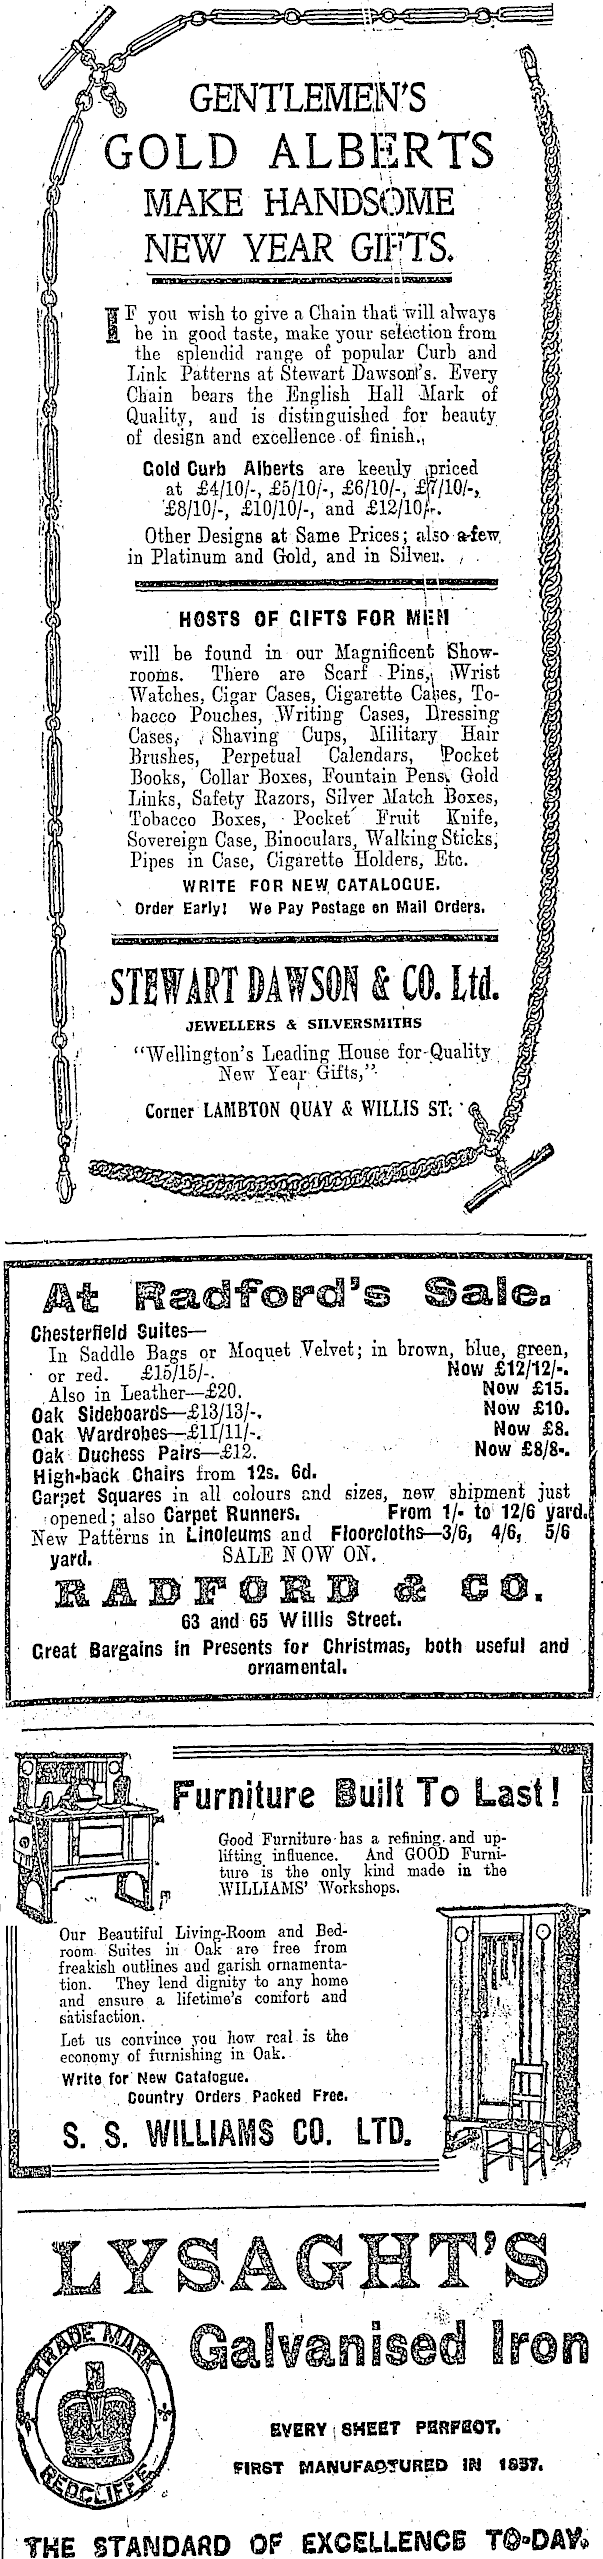 GENTLEMEN'S
GOLD ALBERTS
MAKE HANDSOME
NEW YEAR GIFTS.
IF you wish to give a Chain that will always
be in good taste, make your selection from
the splendid range of popular Curb and
Link Patterns at Stewart Dawson's. Every
Chain bears the English Hall Mark of
Quality, and is distinguished for beauty
of design and excellence of finish.
Gold Curb Alberts are keenly priced
at £4/10/-, £5/10/-, £6/10/-, £7/10/-,
£8/10/-, £10/10/-, and £12/10/-.
Other Designs at Same Prices; also a few
in Platinum and Gold, and in Silver.
HOSTS OF GIFTS FOR MEN
will be found in our Magnificent Show-
rooms. There are Scarf Pins, Wrist
Watches, Cigar Cases, Cigarette Cases, To-
bacco Pouches, Writing Cases, Dressing
Cases, Shaving Cups, Military Hair
Brushes, Perpetual Calendars, Pocket
Books, Collar Boxes, Fountain Pens, Gold
Links, Safety Razors, Silver Match Boxes,
Tobacco Boxes, Pocket Fruit Knife,
Sovereign Case, Binoculars, Walking Sticks,
Pipes in Case, Cigarette Holders, Etc.
WRITE FOR NEW CATALOGUE.
Order Early! We Pay Postage on Mail Orders.
STEWART DAWSON & CO. Ltd.
JEWELLERS & SILVERSMITHS
"Wellington's Leading House for Quality
New Year Gifts,"
Corner LAMBTON QUAY & WILLIS ST.
At Radford's Sale.
Chesterfield Suites—
In Saddle Bags or Moquet Velvet; in brown, blue, green,
or red. £15/15/-. Now £12/12/-.
Also in Leather—£20. Now £15.
Oak Sideboards—£13/13/-. Now £10.
Oak Wardrobes—£11/11/-. Now £8.
Oak Duchess Pairs—£12. Now £8/8-.
High-back Chairs from 12s. 6d.
Carpet Squares in all colours and sizes, new shipment just
opened; also Carpet Runners. From 1/- to 12/6 yard.
New Patterns in Linoleums and Floorcloths—3/6, 4/6, 5/6
yard. SALE NOW ON.
RADFORD & CO.
63 and 65 Willis Street.
Great Bargains in Presents for Christmas, both useful and
ornamental.
Furniture Built To Last!
Good Furniture has a refining and up-
lifting influence. And GOOD Furni-
ture is the only kind made in the
WILLIAMS' Workshops.
Our Beautiful Living-Room and Bed-
room Suites in Oak are free from
freakish outlines and garish ornamenta-
tion. They lend dignity to any home
and ensure a lifetime's comfort and
satisfaction.
Let us convince you how real is the
economy of furnishing in Oak.
Write for New Catalogue.
Country Orders Packed Free.
S. S. WILLIAMS CO. LTD.
LYSAGHT'S
Galvanised Iron
TRADE MARK
REDCLIFFE
EVERY SHEET PERFECT.
FIRST MANUFACTURED IN 1837.
THE STANDARD OF EXCELLENCE TO-DAY.